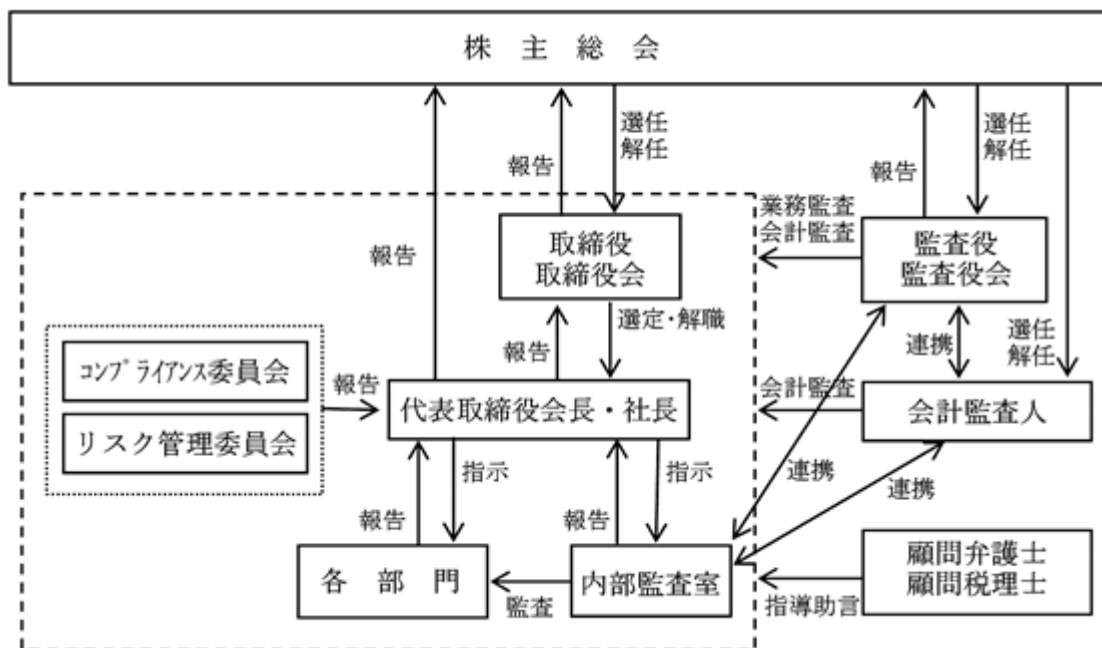 株 主 総 会
選任
解任
報告
選任
解任
報告
報告
取締役
取締役会
業務監査
会計監査
監査役
監査役会
選定・解職
報告
連携
選任
解任
コンプライアンス委員会
リスク管理委員会
報告
代表取締役会長・社長
会計監査
会計監査人
指示
指示
連携
連携
報告
報告
各 部 門
監査
内部監査室
顧問弁護士
顧問税理士
指導助言